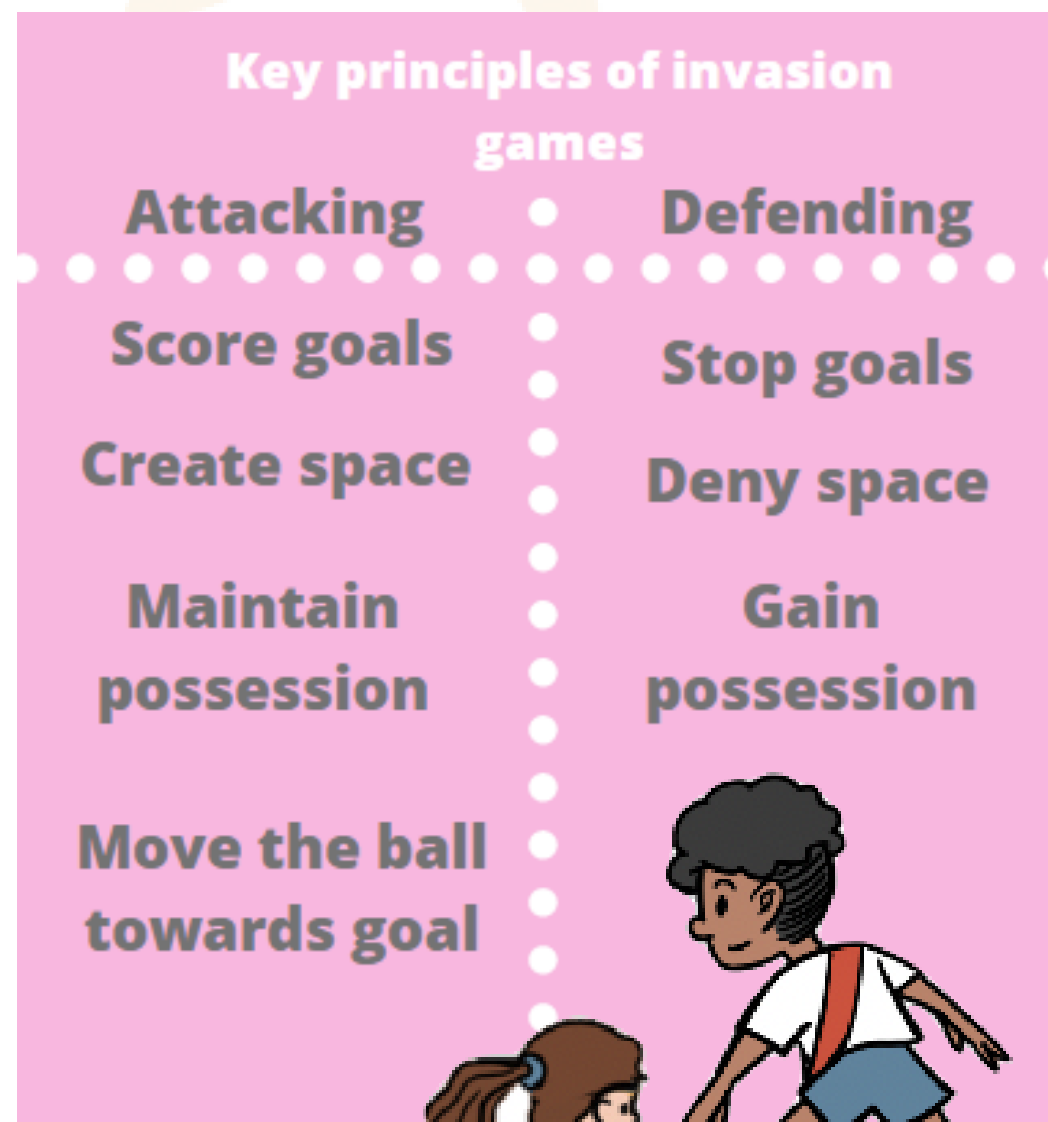 Key principles of invasion
games
Attacking
Defending
Score goals
Stop goals
Create space
Deny space
Maintain
possession
Gain
possession
Move the ball
towards goal